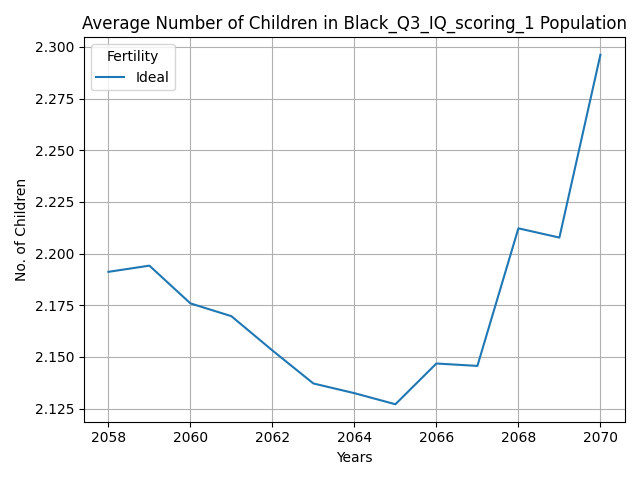 Average Number of Children in Black_Q3_IQ_scoring_1 Population
Fertility
Ideal
No. of Children
2.300
2.275
2.250
2.225
2.200
2.175
2.150
2.125
2058 2060 2062 2064 2066 2068 2070
Years